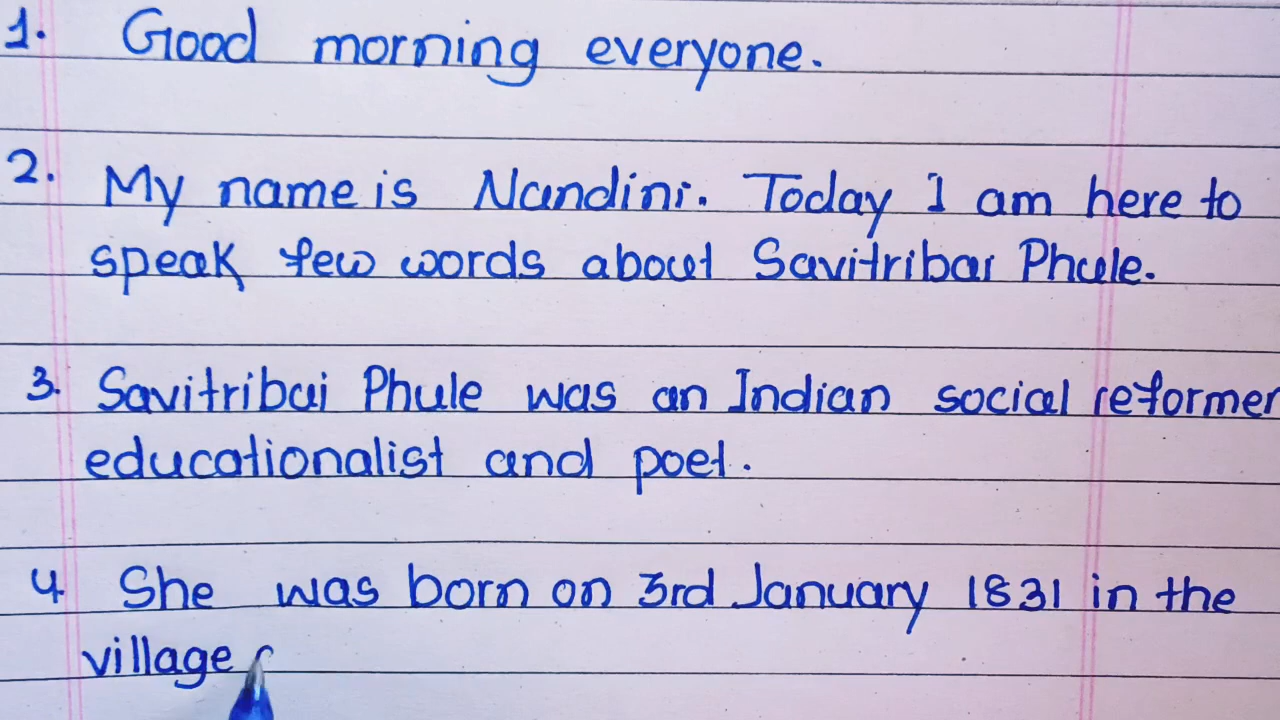 1. Good morning everyone.
2. My name is Nandini. Today I am here to
speak few words about Savitribai Phule.
3. Savitribai Phule was an Indian social reformer
educationalist and poet.
4 She was born on 3rd January 1831 in the
village